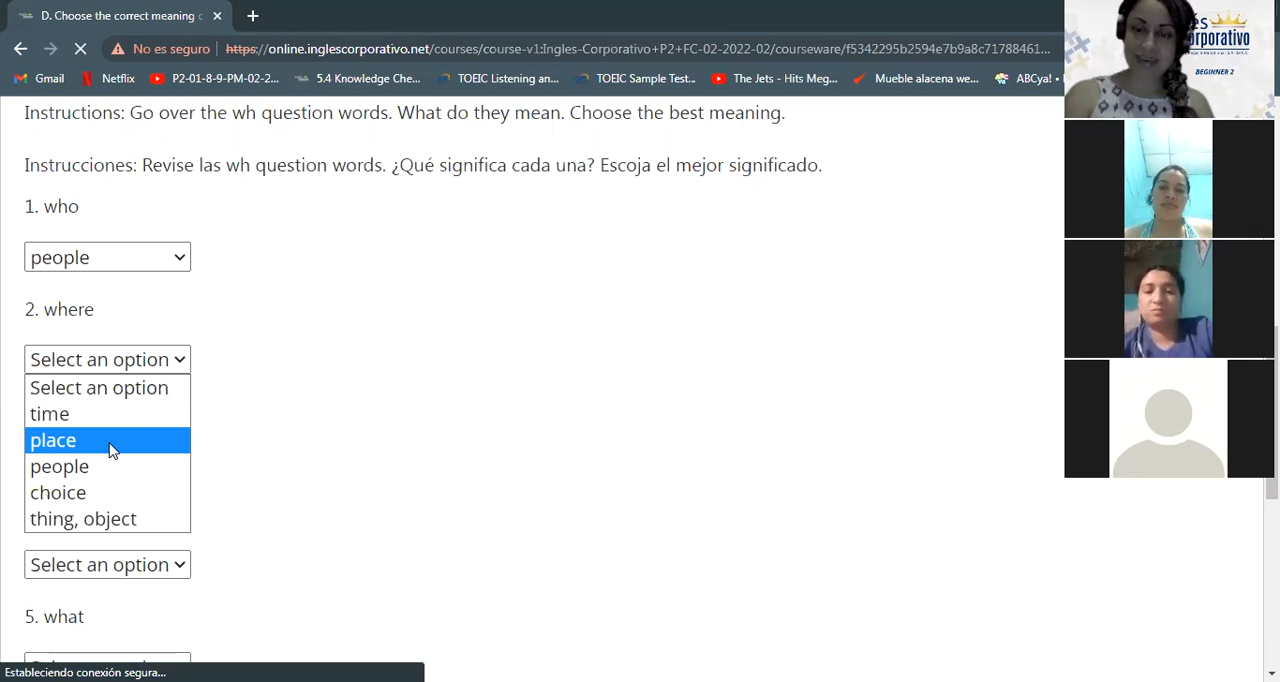 D. Choose the correct meaning c
No es seguro
https://online.inglescorporativo.net/courses/course-v1:Ingles-Corporativo+P2+FC-02-2022-02/courseware/f5342295b2594e7b9a8c71788461...
Gmail
Netflix
P2-01-8-9-PM-02-2...
5.4 Knowledge Che...
TOEIC Listening an...
TOEIC Sample Test...
The Jets - Hits Meg...
Mueble alacena we...
ABCya! •
Instructions: Go over the wh question words. What do they mean. Choose the best meaning.
Instrucciones: Revise las wh question words. ¿Qué significa cada una? Escoja el mejor significado.
1. who
people
2. where
Select an option
Select an option
time
place
people
choice
thing, object
Select an option
5. what
Estableciendo conexión segura...
és
orporativo
BEGINNER 2